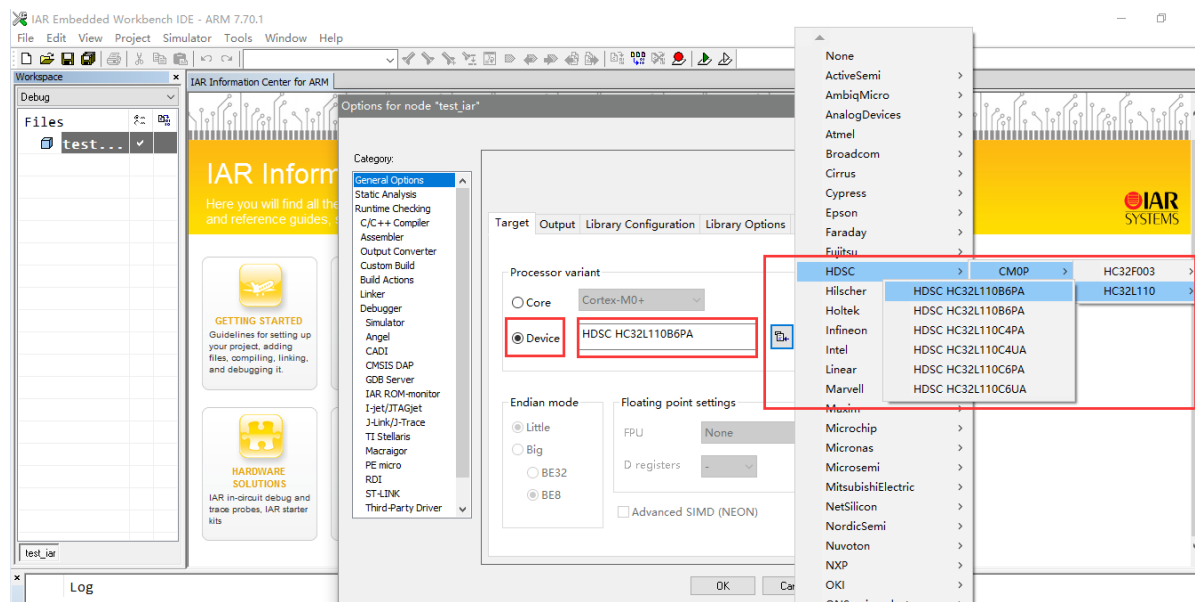 IAR Embedded Workbench IDE - ARM 7.70.1
File Edit View Project Simulator Tools Window Help
Workspace
Debug
Files
test...
test_iar
IAR Information Center for ARM
IAR Inform
Here you will find all the
and reference guides,
GETTING STARTED
Guidelines for setting up
your project, adding
files, compiling, linking,
and debugging it.
HARDWARE
SOLUTIONS
IAR in-circuit debug and
trace probes, IAR starter
kits
IAR
SYSTEMS
Options for node "test_iar"
Category:
General Options
Static Analysis
Runtime Checking
C/C++ Compiler
Assembler
Output Converter
Custom Build
Build Actions
Linker
Debugger
Simulator
Angel
CADI
CMSIS DAP
GDB Server
IAR ROM-monitor
I-jet/JTAGjet
J-Link/J-Trace
TI Stellaris
Macraigor
PE micro
RDI
ST-LINK
Third-Party Driver
Target Output Library Configuration Library Options
Processor variant
Core Cortex-M0+
Device HDSC HC32L110B6PA
Endian mode
Little
Big
BE32
BE8
Floating point settings
FPU None
D registers -
Advanced SIMD (NEON)
OK
None
ActiveSemi
AmbiqMicro
AnalogDevices
Atmel
Broadcom
Cirrus
Cypress
Epson
Faraday
Fujitsu
HDSC
Hilscher
Holtek
Infineon
Intel
Linear
Marvell
Maxim
Microchip
Micronas
Microsemi
MitsubishiElectric
NetSilicon
NordicSemi
Nuvoton
NXP
OKI
CM0P
HC32F003
HC32L110
HDSC HC32L110B6PA
HDSC HC32L110B6PA
HDSC HC32L110C4PA
HDSC HC32L110C4UA
HDSC HC32L110C6PA
HDSC HC32L110C6UA
Log